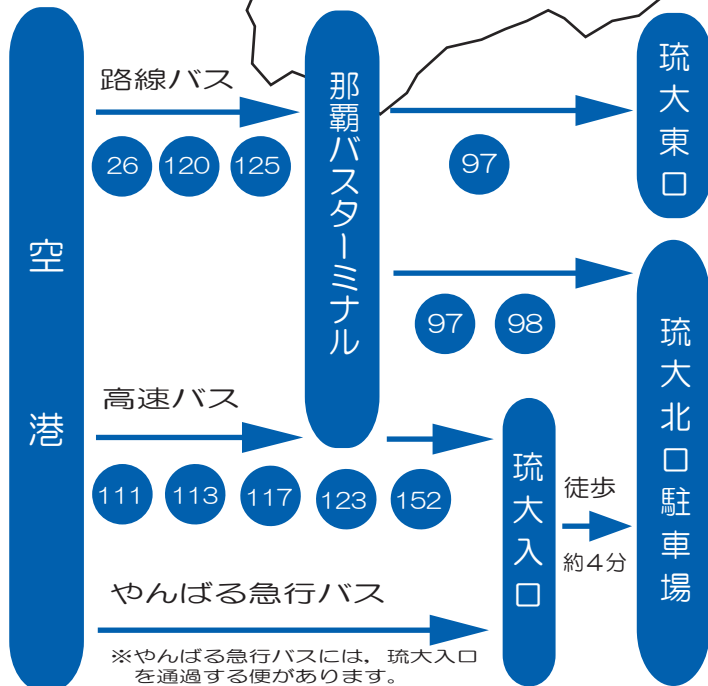 空港
路線バス
26 120 125
那覇バスターミナル
97
琉大東口
97 98
琉大北口駐車場
高速バス
111 113 117 123 152
琉大入口
徒歩
約4分
やんばる急行バス
※やんばる急行バスには，琉大入口
を通過する便があります。